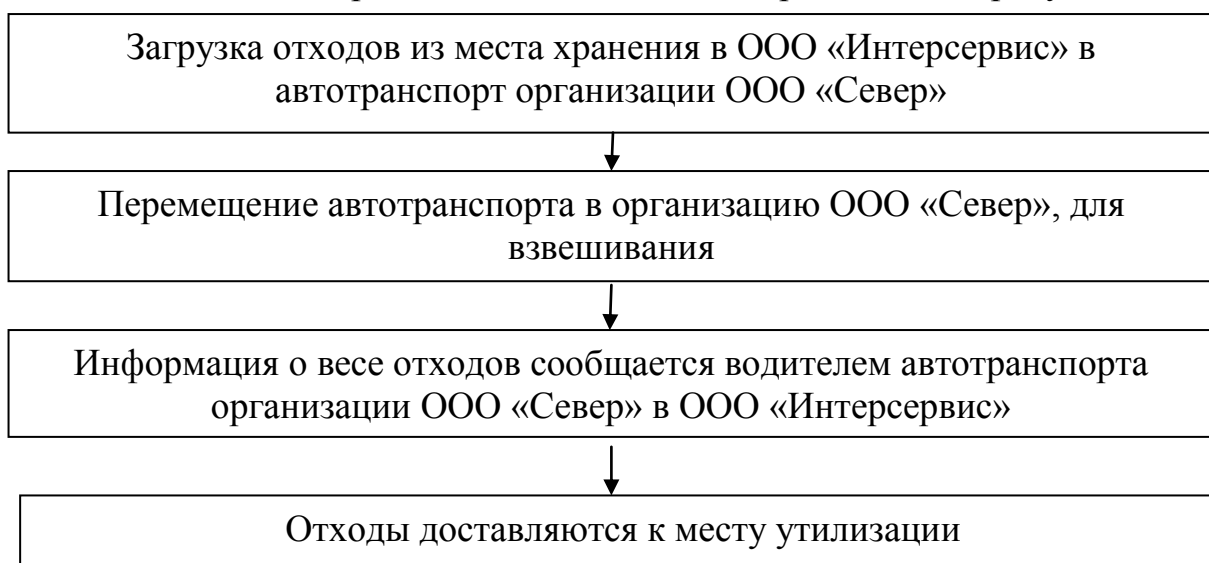 Загрузка отходов из места хранения в ООО «Интерсервис» в
автотранспорт организации ООО «Север»
Перемещение автотранспорта в организацию ООО «Север», для
взвешивания
Информация о весе отходов сообщается водителем автотранспорта
организации ООО «Север» в ООО «Интерсервис»
Отходы доставляются к месту утилизации